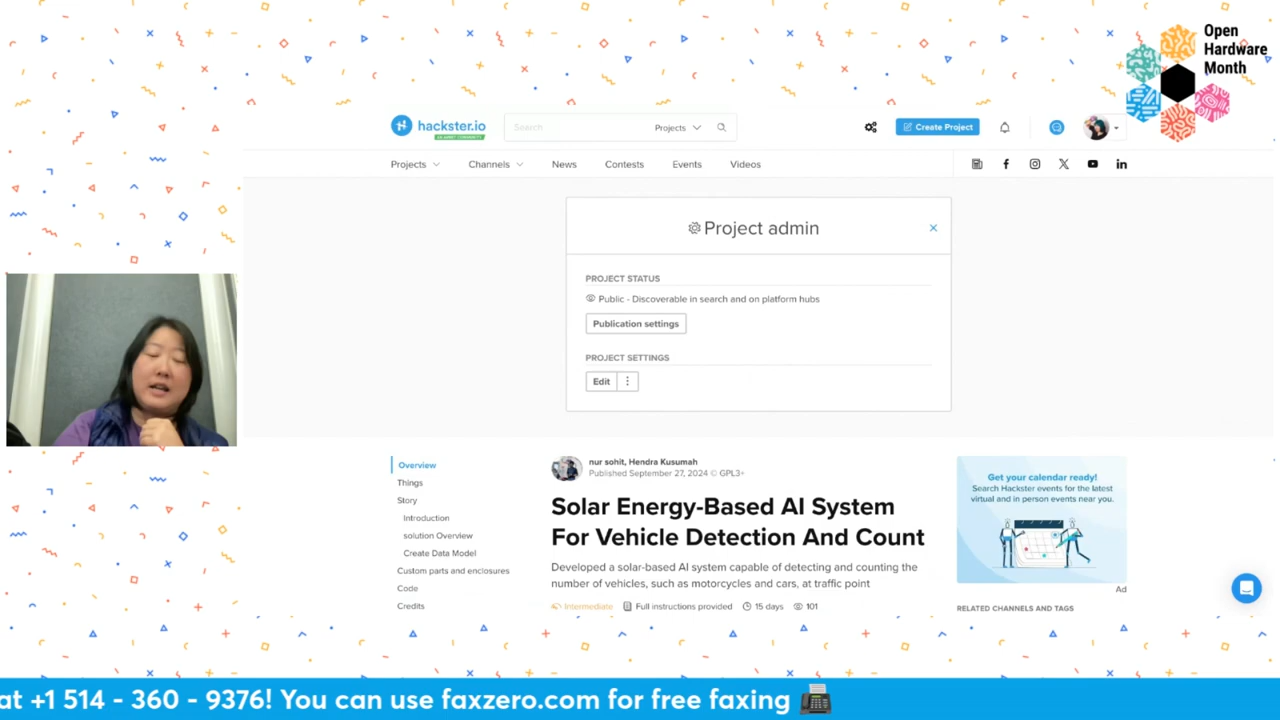 Open
Hardware
Month
hackster.io
AN AVNET COMMUNITY
Search
Projects
Create Project
Projects
Channels
News
Contests
Events
Videos
Project admin
PROJECT STATUS
Public - Discoverable in search and on platform hubs
Publication settings
PROJECT SETTINGS
Edit
Overview
Things
Story
Introduction
solution Overview
Create Data Model
Custom parts and enclosures
Code
Credits
nur sohit, Hendra Kusumah
Published September 27, 2024 © GPL3+
Solar Energy-Based AI System
For Vehicle Detection And Count
Developed a solar-based AI system capable of detecting and counting the
number of vehicles, such as motorcycles and cars, at traffic point
Intermediate Full instructions provided 15 days 101
Get your calendar ready!
Search Hackster events for the latest
virtual and in person events near you.
Ad
RELATED CHANNELS AND TAGS
at +1 514 - 360 - 9376! You can use faxzero.com for free faxing